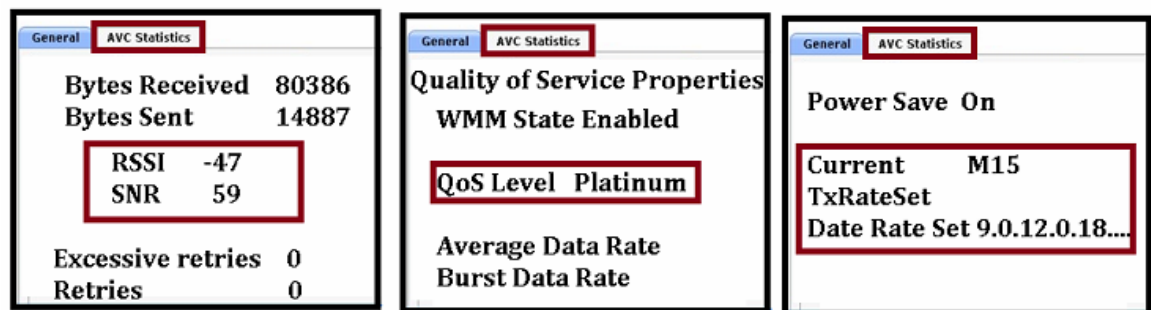 General AVC Statistics
Bytes Received 80386
Bytes Sent 14887
RSSI -47
SNR 59
Excessive retries 0
Retries 0
General AVC Statistics
Quality of Service Properties
WMM State Enabled
QoS Level Platinum
Average Data Rate
Burst Data Rate
General AVC Statistics
Power Save On
Current M15
TxRateSet
Date Rate Set 9.0.12.0.18....